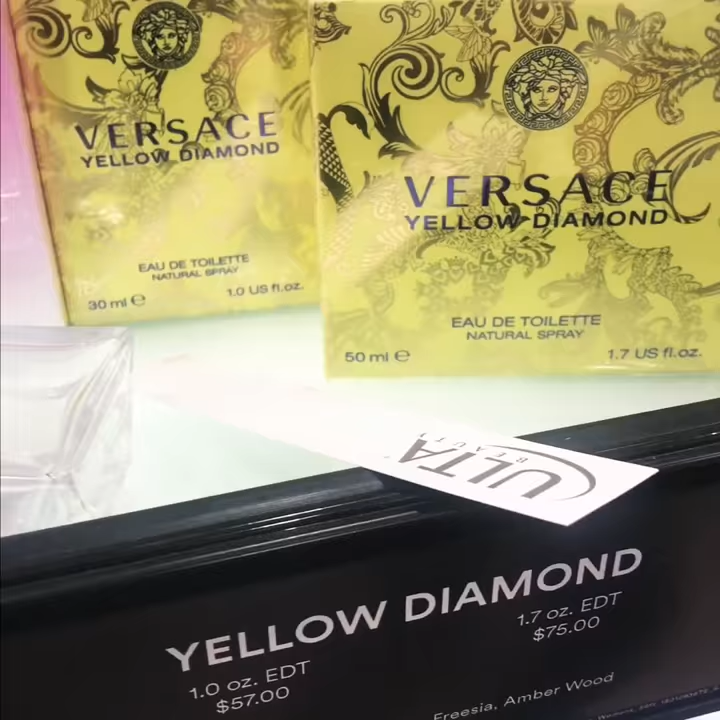 VERSACE
YELLOW DIAMOND
EAU DE TOILETTE
NATURAL SPRAY
30 ml ℮
1.0 US fl.oz.
VERSACE
YELLOW DIAMOND
EAU DE TOILETTE
NATURAL SPRAY
50 ml ℮
1.7 US fl.oz.
ULTA
BEAUTY
YELLOW DIAMOND
1.0 oz. EDT
$57.00
1.7 oz. EDT
$75.00
Freesia, Amber Wood